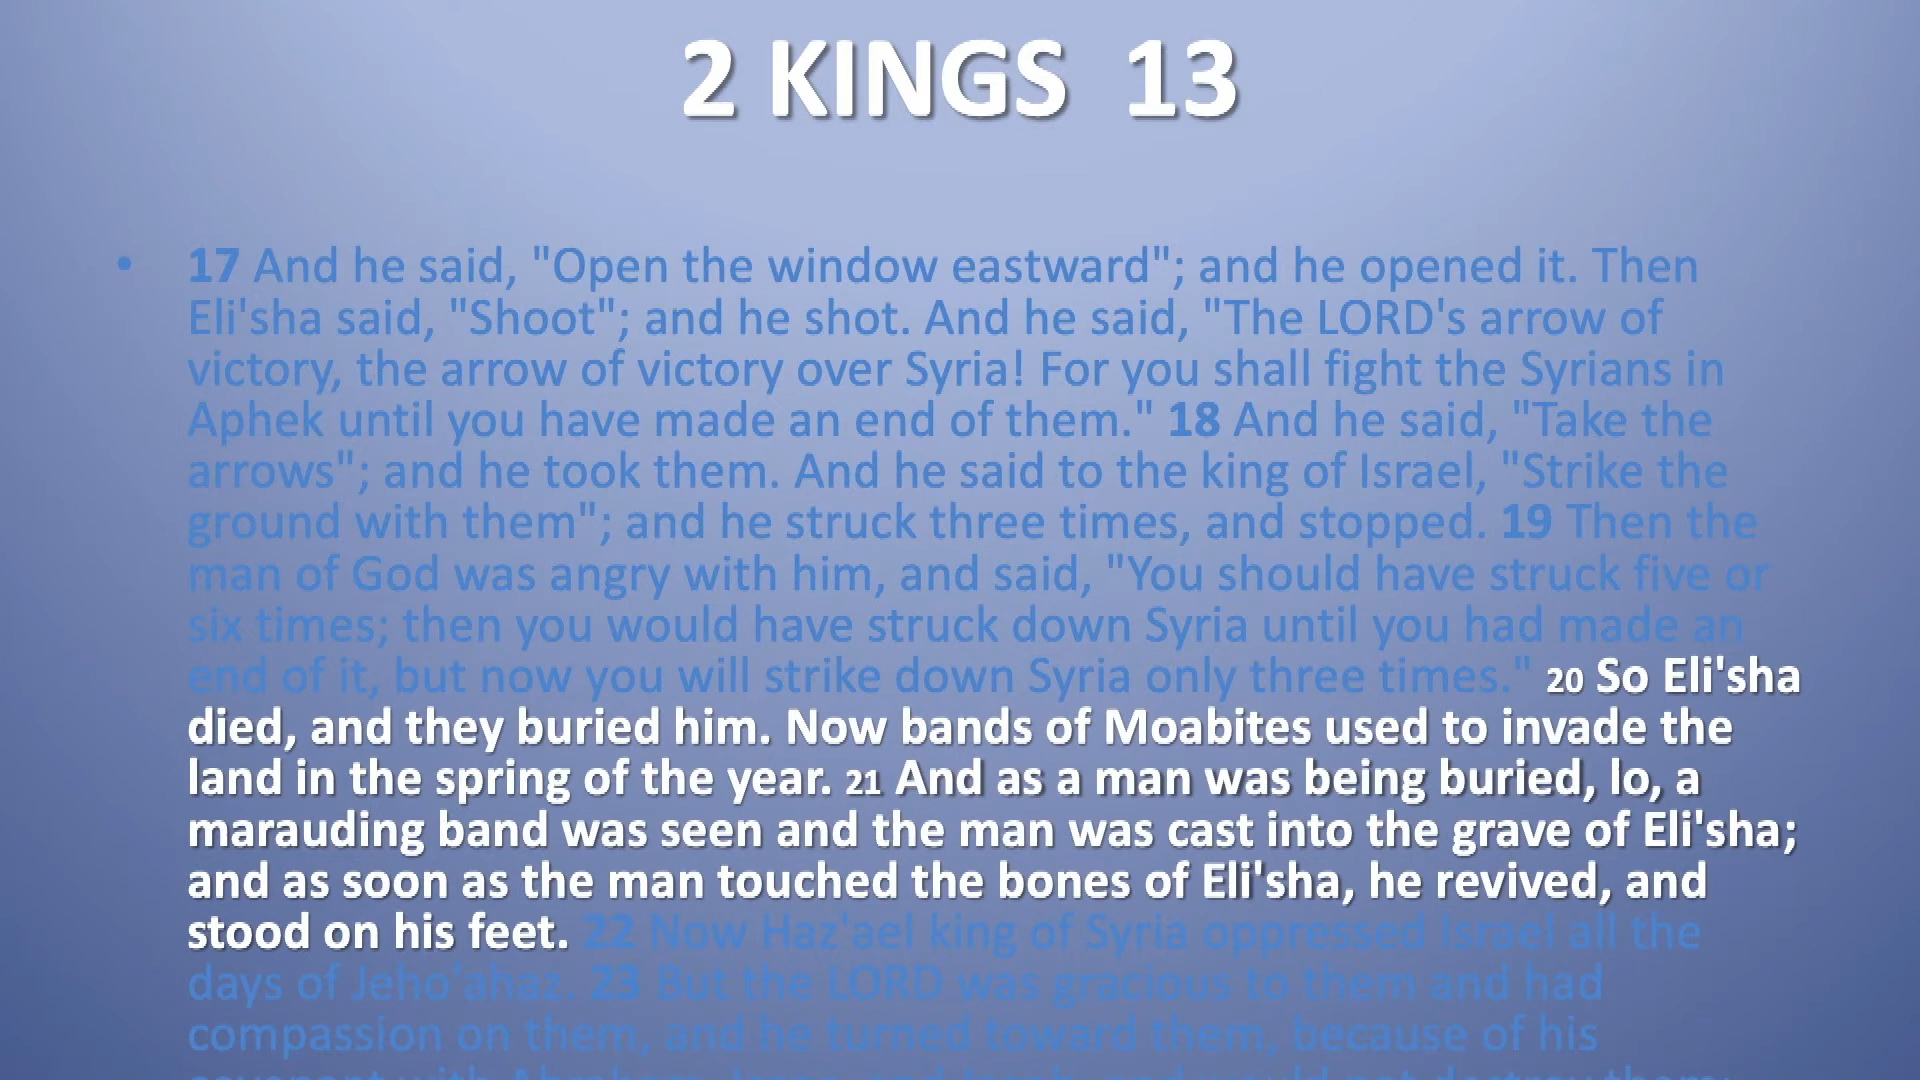 2 KINGS 13
• 17 And he said, "Open the window eastward"; and he opened it. Then
Eli'sha said, "Shoot"; and he shot. And he said, "The LORD's arrow of
victory, the arrow of victory over Syria! For you shall fight the Syrians in
Aphek until you have made an end of them." 18 And he said, "Take the
arrows"; and he took them. And he said to the king of Israel, "Strike the
ground with them"; and he struck three times, and stopped. 19 Then the
man of God was angry with him, and said, "You should have struck five or
six times; then you would have struck down Syria until you had made an
end of it, but now you will strike down Syria only three times." 20 So Eli'sha
died, and they buried him. Now bands of Moabites used to invade the
land in the spring of the year. 21 And as a man was being buried, lo, a
marauding band was seen and the man was cast into the grave of Eli'sha;
and as soon as the man touched the bones of Eli'sha, he revived, and
stood on his feet. 22 Now Haz'ael king of Syria oppressed Israel all the
days of Jeho'ahaz. 23 But the LORD was gracious to them and had
compassion on them, and he turned toward them, because of his